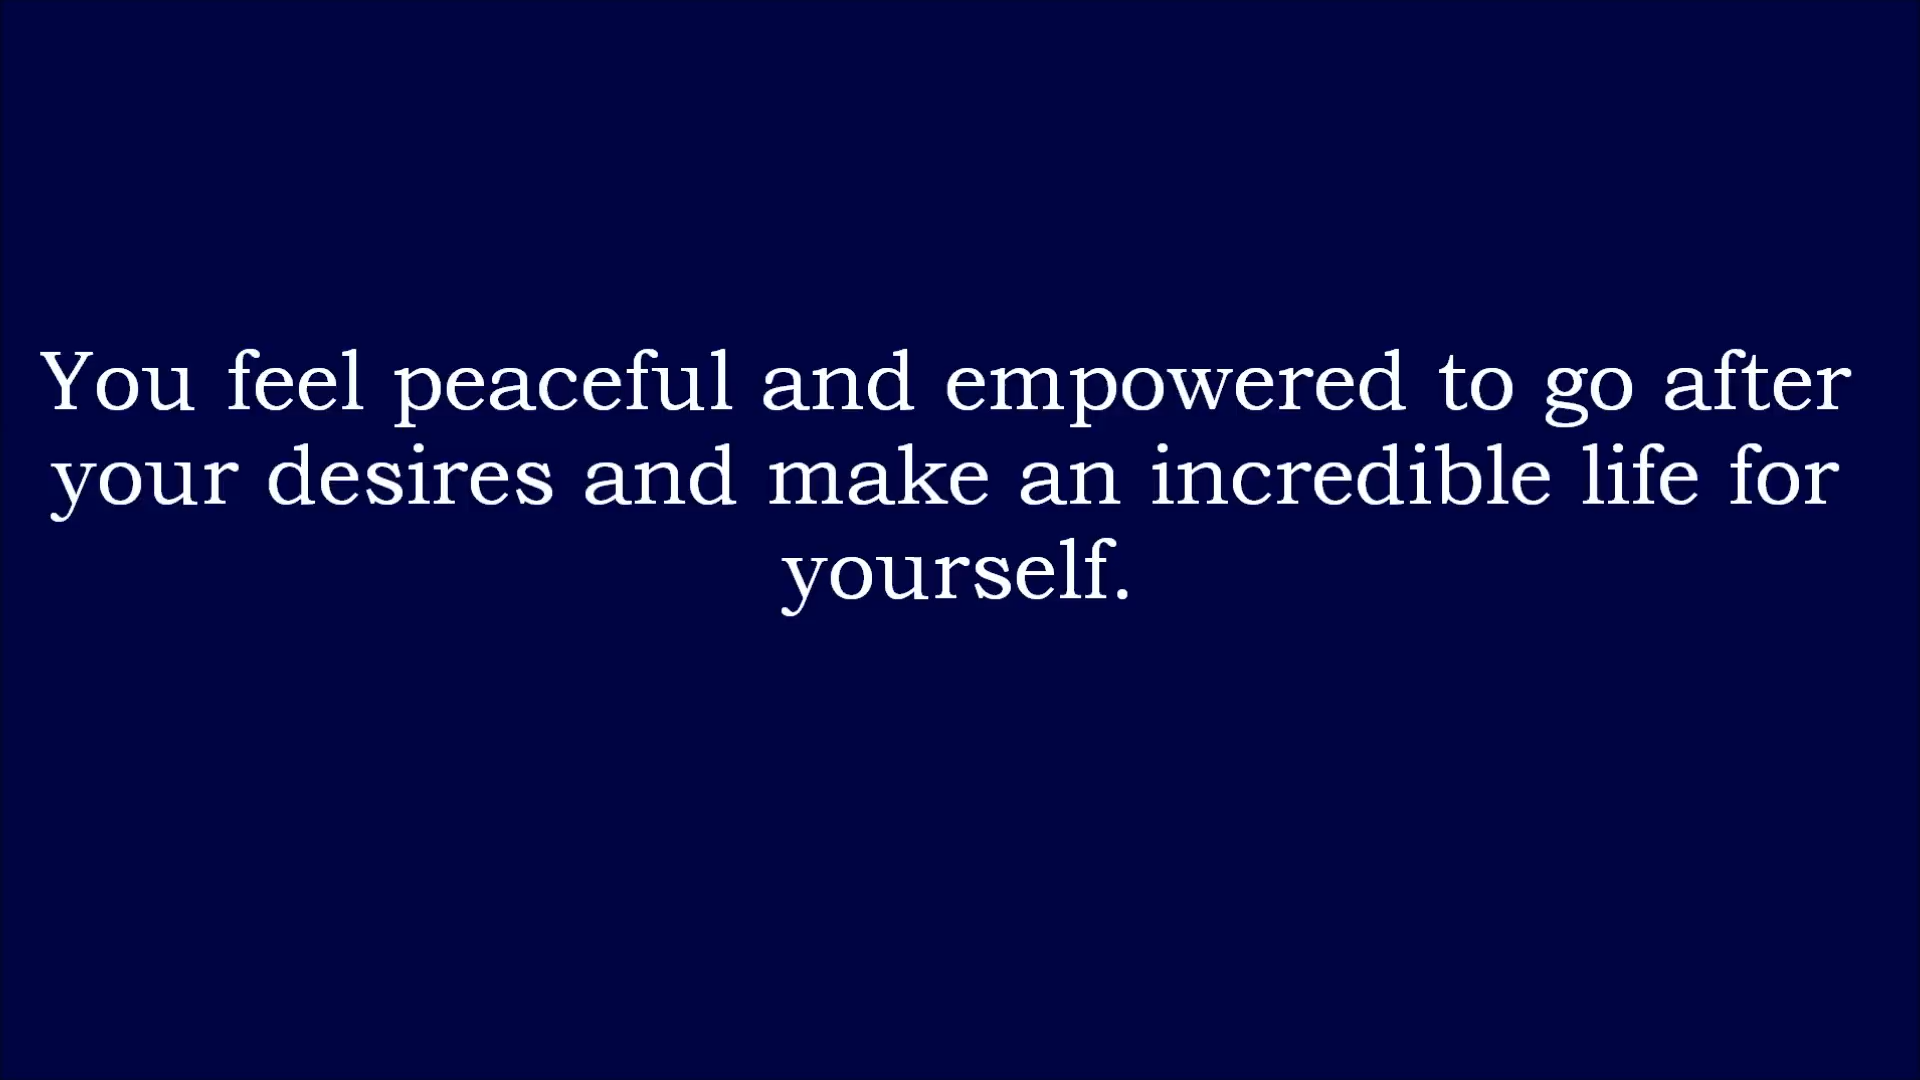 You feel peaceful and empowered to go after
your desires and make an incredible life for
yourself.